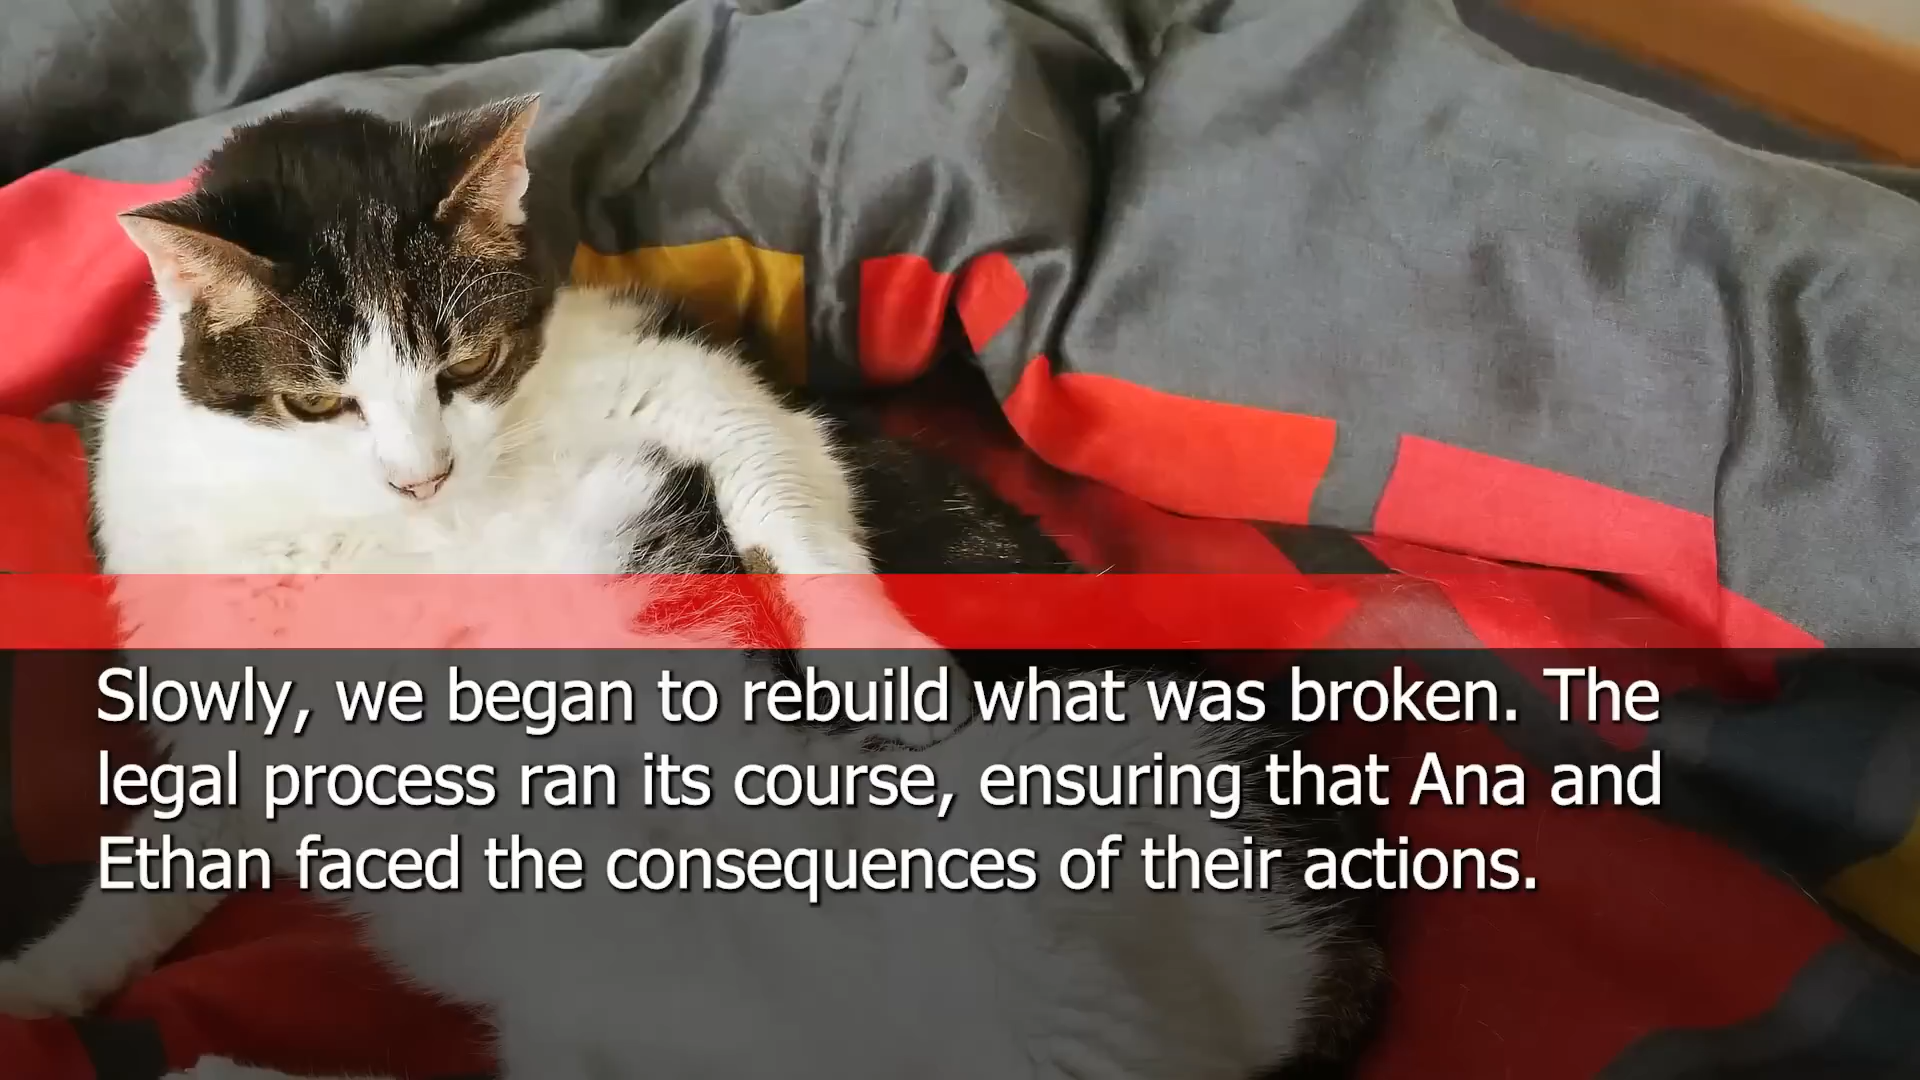 Slowly, we began to rebuild what was broken. The
legal process ran its course, ensuring that Ana and
Ethan faced the consequences of their actions.